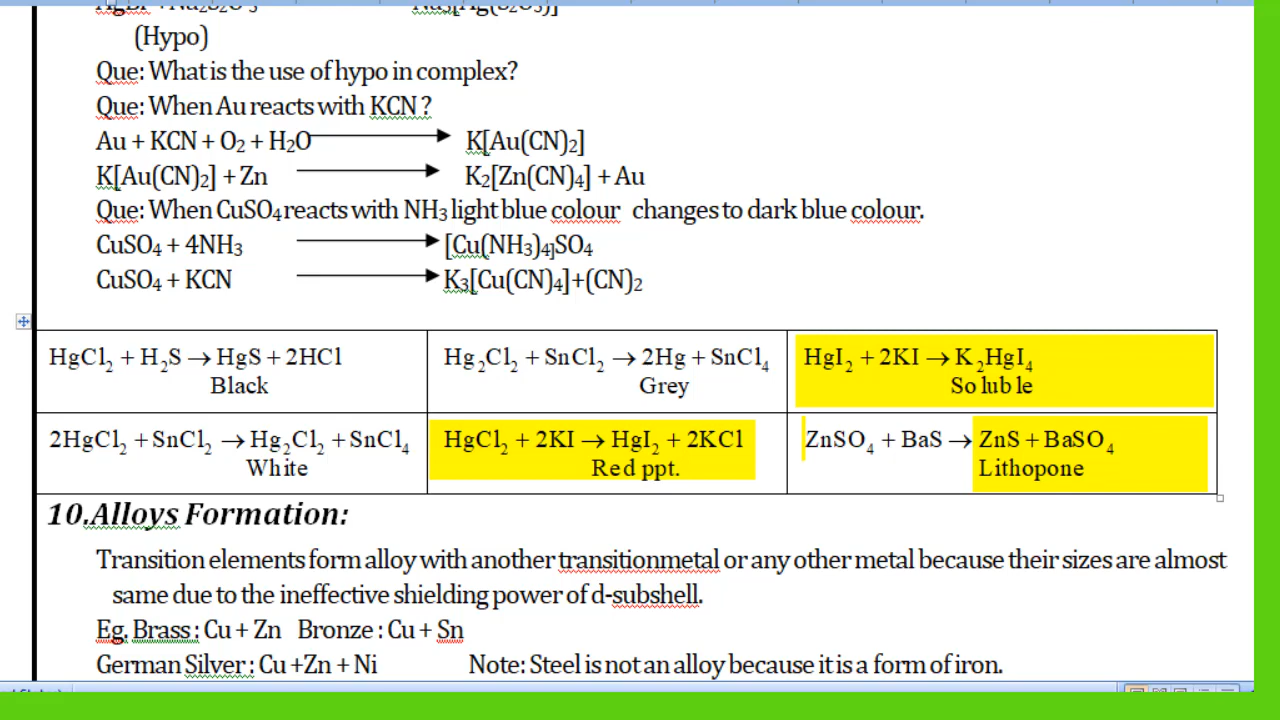 (Hypo)
Que: What is the use of hypo in complex?
Que: When Au reacts with KCN ?
Au + KCN + O2 + H2O → K[Au(CN)2]
K[Au(CN)2] + Zn → K2[Zn(CN)4] + Au
Que: When CuSO4 reacts with NH3 light blue colour changes to dark blue colour.
CuSO4 + 4NH3 → [Cu(NH3)4]SO4
CuSO4 + KCN → K3[Cu(CN)4]+(CN)2
HgCl2 + H2S → HgS + 2HCl
Black
Hg2Cl2 + SnCl2 → 2Hg + SnCl4
Grey
HgI2 + 2KI → K2HgI4
So lub le
2HgCl2 + SnCl2 → Hg2Cl2 + SnCl4
White
HgCl2 + 2KI → HgI2 + 2KCl
Red ppt.
ZnSO4 + BaS → ZnS + BaSO4
Lithopone
10.Alloys Formation:
Transition elements form alloy with another transitionmetal or any other metal because their sizes are almost
same due to the ineffective shielding power of d-subshell.
Eg. Brass : Cu + Zn Bronze : Cu + Sn
German Silver : Cu +Zn + Ni Note: Steel is not an alloy because it is a form of iron.